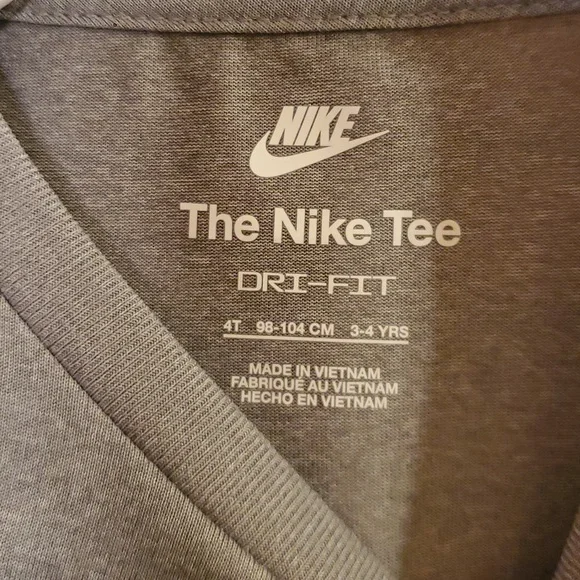 NIKE
The Nike Tee
DRI-FIT
4T 98-104 CM 3-4 YRS
MADE IN VIETNAM
FABRIQUÉ AU VIETNAM
HECHO EN VIETNAM